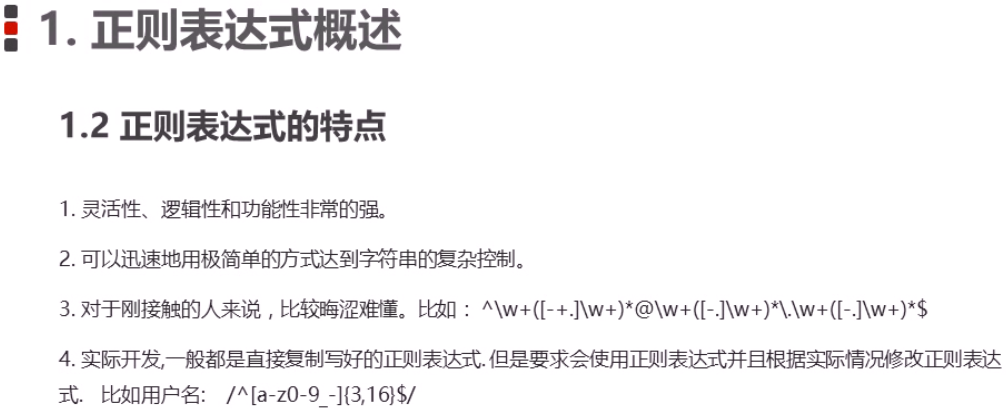 1. 正则表达式概述
1.2 正则表达式的特点
1. 灵活性、逻辑性和功能性非常的强。
2. 可以迅速地用极简单的方式达到字符串的复杂控制。
3. 对于刚接触的人来说，比较晦涩难懂。比如： ^\w+([-+.]\w+)*@\w+([-.]\w+)*\.\w+([-.]\w+)*$
4. 实际开发,一般都是直接复制写好的正则表达式. 但是要求会使用正则表达式并且根据实际情况修改正则表达
式. 比如用户名: /^[a-z0-9_-]{3,16}$/